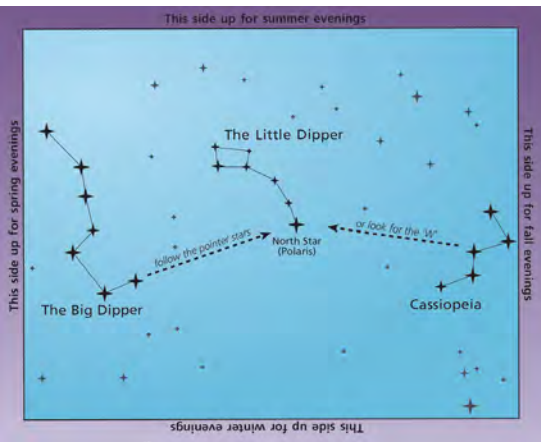 This side up for summer evenings
This side up for spring evenings
The Little Dipper
This side up for fall evenings
or look for the 'W'
follow the pointer stars
North Star
(Polaris)
The Big Dipper
Cassiopeia
This side up for winter evenings